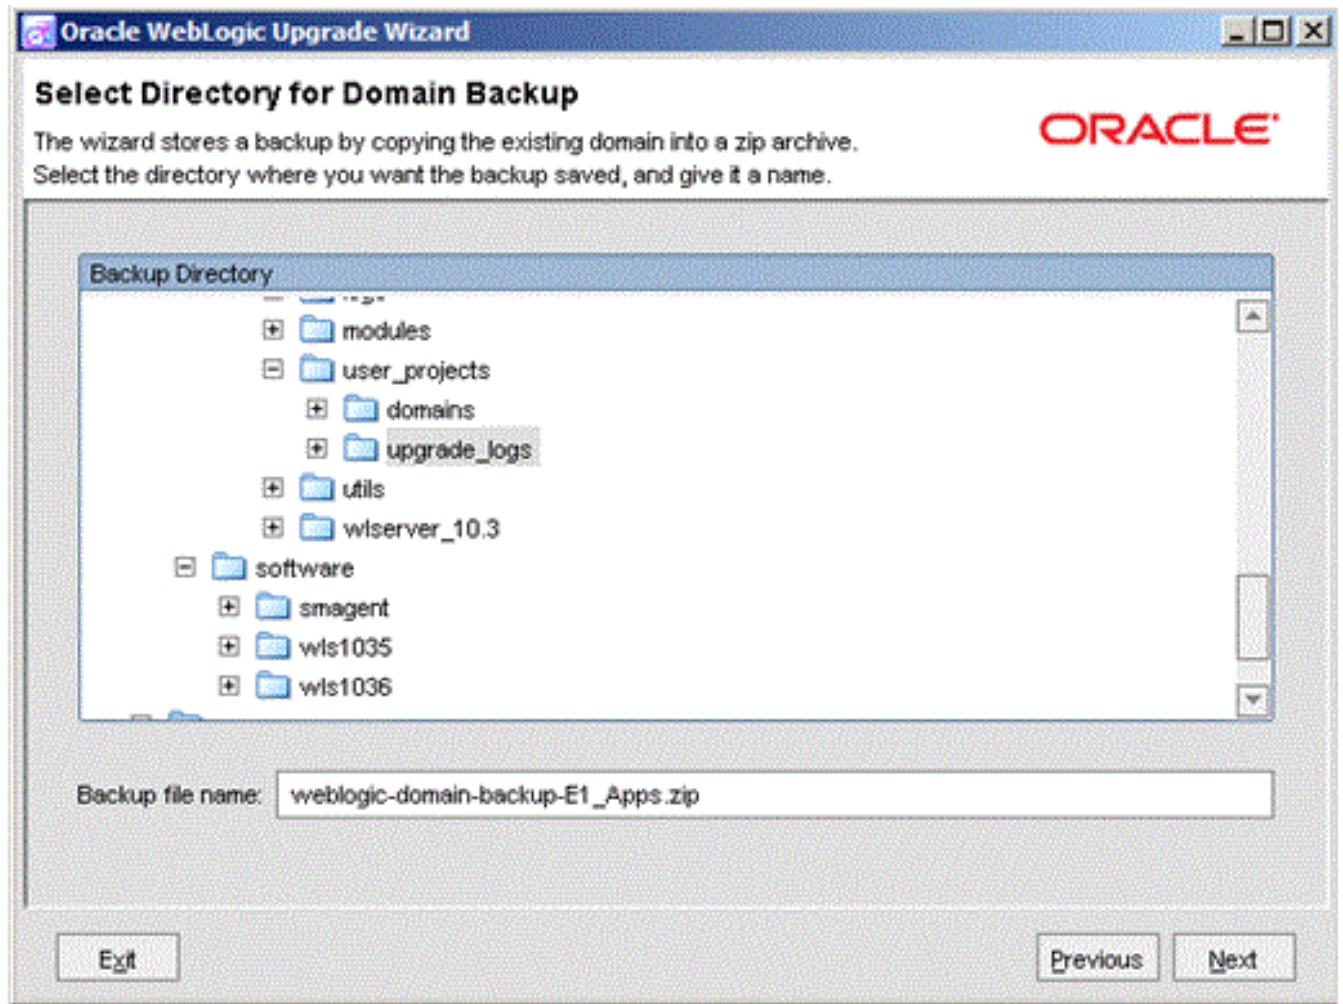 Oracle WebLogic Upgrade Wizard
Select Directory for Domain Backup
The wizard stores a backup by copying the existing domain into a zip archive.
Select the directory where you want the backup saved, and give it a name.
ORACLE
Backup Directory
modules
user_projects
domains
upgrade_logs
utils
wlserver_10.3
software
smagent
wls1035
wls1036
Backup file name: weblogic-domain-backup-E1_Apps.zip
Exit
Previous
Next